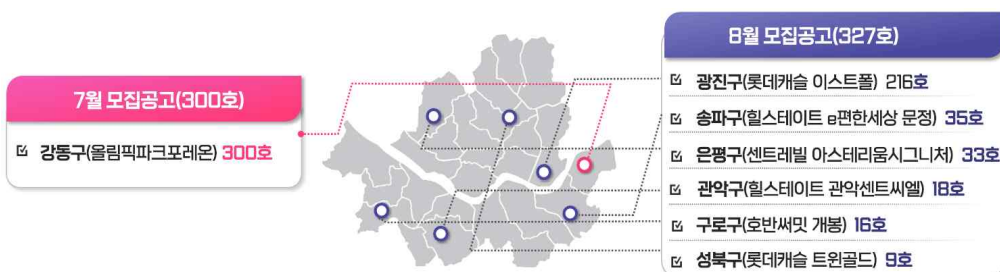 7월 모집공고(300호)
강동구(올림픽파크포레온) 300호
8월 모집공고(327호)
광진구(롯데캐슬 이스트폴) 216호
송파구(힐스테이트 e편한세상 문정) 35호
은평구(센트레빌 아스테리움시그니처) 33호
관악구(힐스테이트 관악센트씨엘) 18호
구로구(호반써밋 개봉) 16호
성북구(롯데캐슬 트윈골드) 9호